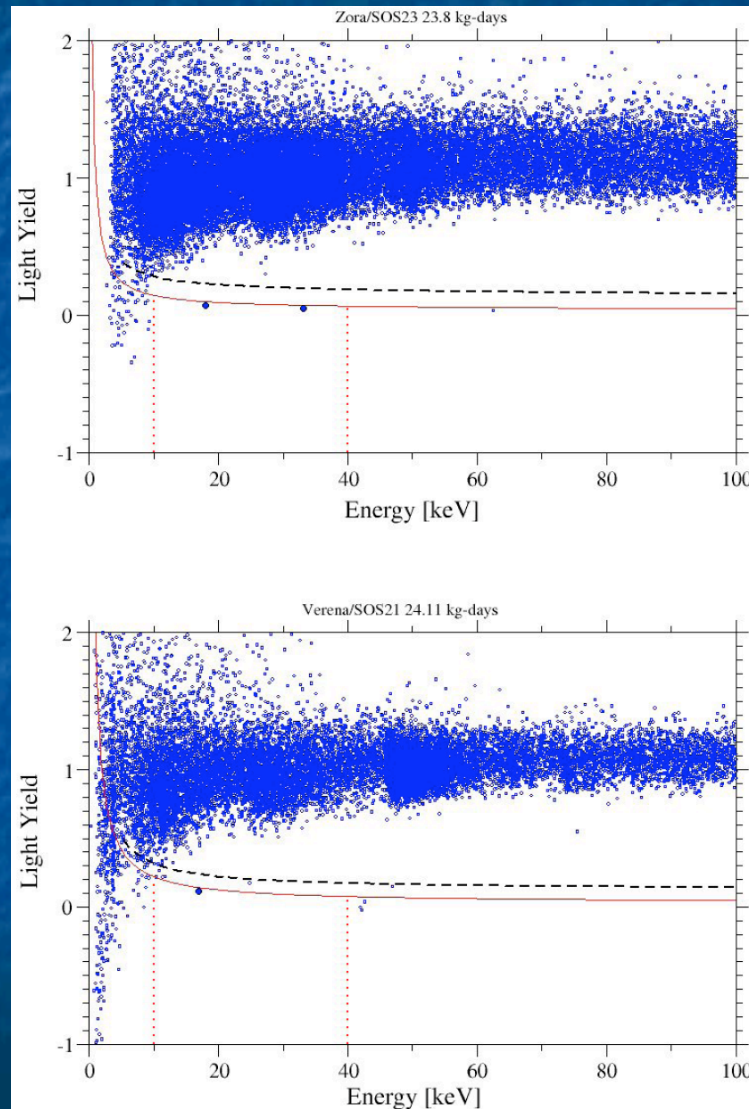 Zora/SOS23 23.8 kg-days
2
1
0
-1
Light Yield
0 20 40 60 80 100
Energy [keV]
Verena/SOS21 24.11 kg-days
2
1
0
-1
Light Yield
0 20 40 60 80 100
Energy [keV]